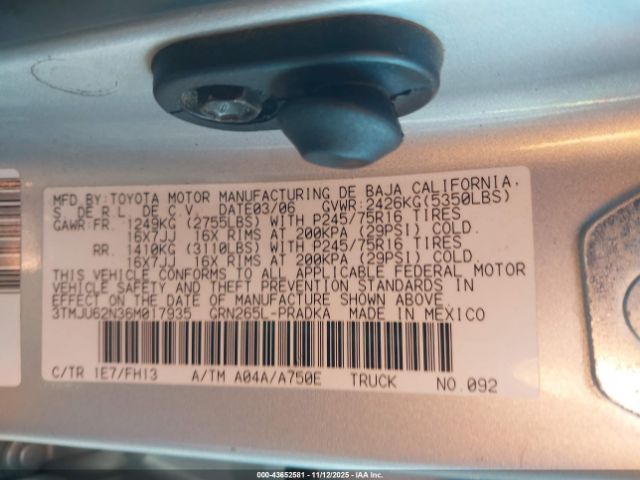 MFD.BY:TOYOTA MOTOR MANUFACTURING DE BAJA CALIFORNIA.
S. DE R.L. DE C.V. DATE03/06 GVWR:2426KG(5350LBS)
GAWR:FR. 1249KG (2755LBS) WITH P245/75R16 TIRES
16X7JJ 16X RIMS AT 200KPA (29PSI) COLD.
RR. 1410KG (3110LBS) WITH P245/75R16 TIRES
16X7JJ 16X RIMS AT 200KPA (29PSI) COLD.
THIS VEHICLE CONFORMS TO ALL APPLICABLE FEDERAL MOTOR
VEHICLE SAFETY AND THEFT PREVENTION STANDARDS IN
EFFECT ON THE DATE OF MANUFACTURE SHOWN ABOVE.
3TMJU62N36M017935 GRN265L-PRADKA MADE IN MEXICO
C/TR 1E7/FH13 A/TM A04A/A750E TRUCK NO.092
000-43652581 - 11/12/2025 - IAA Inc.